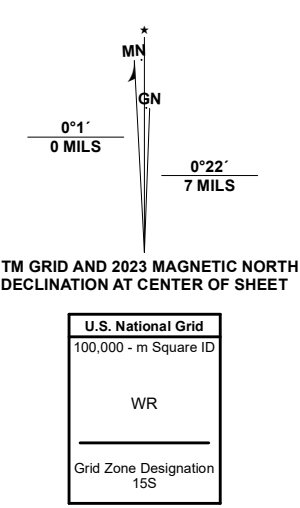 ★
MN
GN
0°1´
0 MILS
0°22´
7 MILS
TM GRID AND 2023 MAGNETIC NORTH
DECLINATION AT CENTER OF SHEET
U.S. National Grid
100,000 - m Square ID
WR
Grid Zone Designation
15S